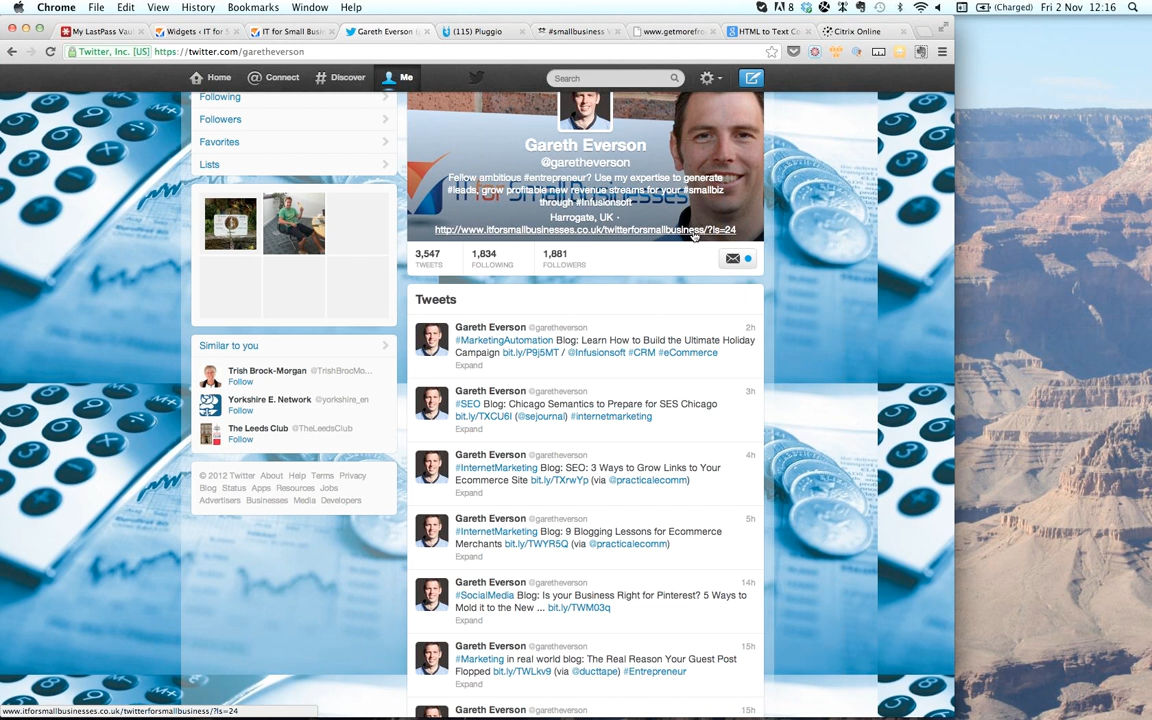 Chrome File Edit View History Bookmarks Window Help
8 (Charged) Fri 2 Nov 12:16
My LastPass Vau
Widgets ‹ IT for S
IT for Small Busi
Gareth Everson (
(115) Pluggio
#smallbusiness
www.getmorefro
HTML to Text Co
Citrix Online
Twitter, Inc. [US] https://twitter.com/garetheverson
Home Connect Discover Me Search
Following
Followers
Favorites
Lists
Gareth Everson
@garetheverson
Fellow ambitious #entrepreneur? Use my expertise to generate
#leads, grow profitable new revenue streams for your #smallbiz
through #Infusionsoft
Harrogate, UK ·
http://www.itforsmallbusinesses.co.uk/twitterforsmallbusiness/?ls=24
3,547 1,834 1,881
TWEETS FOLLOWING FOLLOWERS
Similar to you
Trish Brock-Morgan @TrishBrocMo...
Follow
Yorkshire E. Network @yorkshire_en
Follow
The Leeds Club @TheLeedsClub
Follow
© 2012 Twitter About Help Terms Privacy
Blog Status Apps Resources Jobs
Advertisers Businesses Media Developers
Tweets
Gareth Everson @garetheverson 2h
#MarketingAutomation Blog: Learn How to Build the Ultimate Holiday
Campaign bit.ly/P9j5MT / @Infusionsoft #CRM #eCommerce
Expand
Gareth Everson @garetheverson 3h
#SEO Blog: Chicago Semantics to Prepare for SES Chicago
bit.ly/TXCU6I (@sejournal) #internetmarketing
Expand
Gareth Everson @garetheverson 4h
#InternetMarketing Blog: SEO: 3 Ways to Grow Links to Your
Ecommerce Site bit.ly/TXrwYp (via @practicalecomm)
Expand
Gareth Everson @garetheverson 5h
#InternetMarketing Blog: 9 Blogging Lessons for Ecommerce
Merchants bit.ly/TWYR5Q (via @practicalecomm)
Expand
Gareth Everson @garetheverson 14h
#SocialMedia Blog: Is your Business Right for Pinterest? 5 Ways to
Mold it to the New ... bit.ly/TWM03q
Expand
Gareth Everson @garetheverson 15h
#Marketing in real world blog: The Real Reason Your Guest Post
Flopped bit.ly/TWLkv9 (via @ducttape) #Entrepreneur
Expand
Gareth Everson @garetheverson 15h
www.itforsmallbusinesses.co.uk/twitterforsmallbusiness/?ls=24